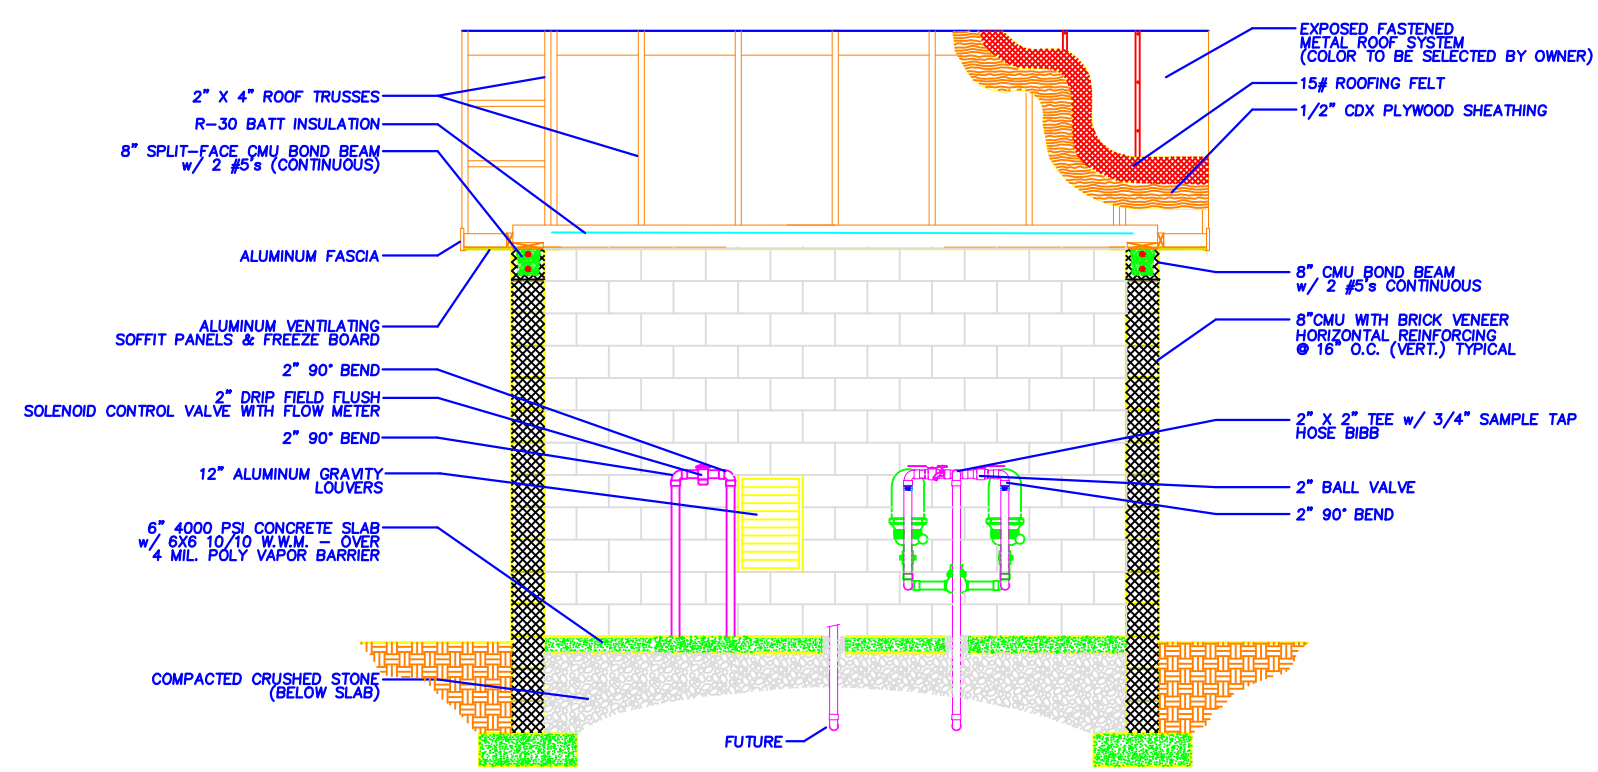 2" X 4" ROOF TRUSSES
R-30 BATT INSULATION
8" SPLIT-FACE CMU BOND BEAM
w/ 2 #5's (CONTINUOUS)
ALUMINUM FASCIA
ALUMINUM VENTILATING
SOFFIT PANELS & FREEZE BOARD
2" 90° BEND
2" DRIP FIELD FLUSH
SOLENOID CONTROL VALVE WITH FLOW METER
2" 90° BEND
12" ALUMINUM GRAVITY
LOUVERS
6" 4000 PSI CONCRETE SLAB
w/ 6X6 10/10 W.W.M. - OVER
4 MIL. POLY VAPOR BARRIER
COMPACTED CRUSHED STONE
(BELOW SLAB)
FUTURE
EXPOSED FASTENED
METAL ROOF SYSTEM
(COLOR TO BE SELECTED BY OWNER)
15# ROOFING FELT
1/2" CDX PLYWOOD SHEATHING
8" CMU BOND BEAM
w/ 2 #5's CONTINUOUS
8"CMU WITH BRICK VENEER
HORIZONTAL REINFORCING
@ 16" O.C. (VERT.) TYPICAL
2" X 2" TEE w/ 3/4" SAMPLE TAP
HOSE BIBB
2" BALL VALVE
2" 90° BEND